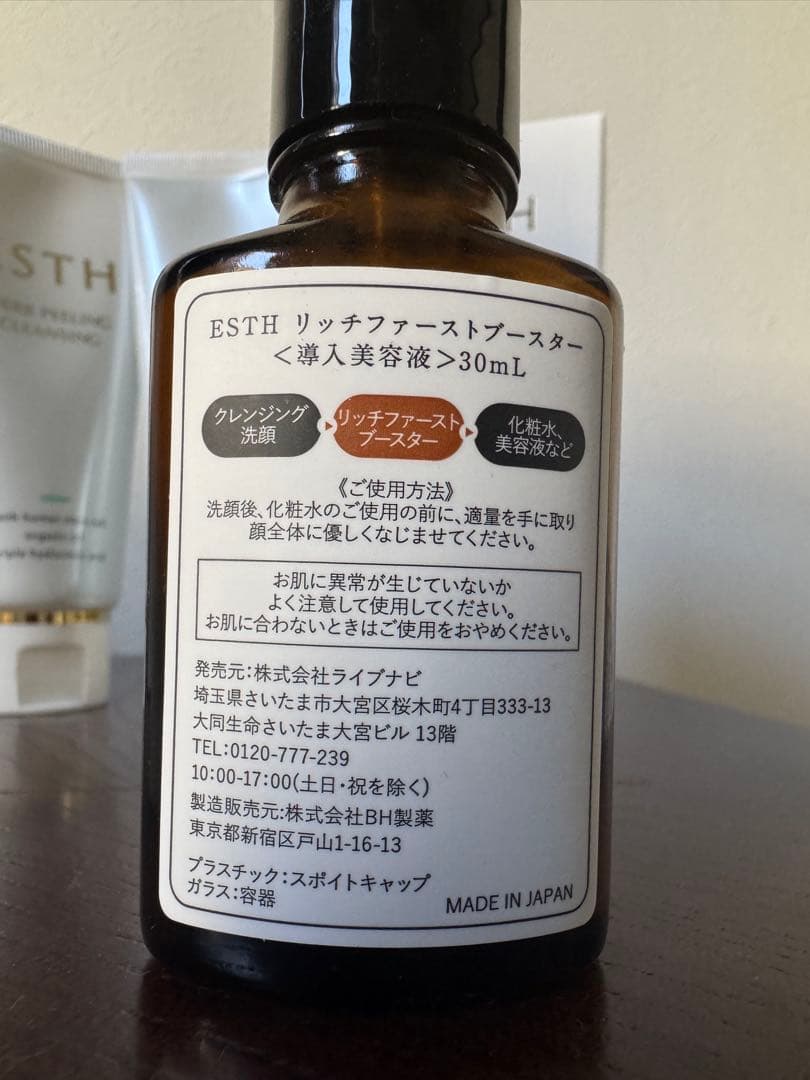 ESTH
CLEANSING
H
ESTH リッチファーストブースター
＜導入美容液＞30mL
クレンジング
洗顔
リッチファースト
ブースター
化粧水、
美容液など
《ご使用方法》
洗顔後、化粧水のご使用の前に、適量を手に取り
顔全体に優しくなじませてください。
お肌に異常が生じていないか
よく注意して使用してください。
お肌に合わないときはご使用をおやめください。
発売元：株式会社ライブナビ
埼玉県さいたま市大宮区桜木町4丁目333-13
大同生命さいたま大宮ビル 13階
TEL：0120-777-239
10：00-17：00(土日・祝を除く)
製造販売元：株式会社BH製薬
東京都新宿区戸山1-16-13
プラスチック：スポイトキャップ
ガラス：容器
MADE IN JAPAN